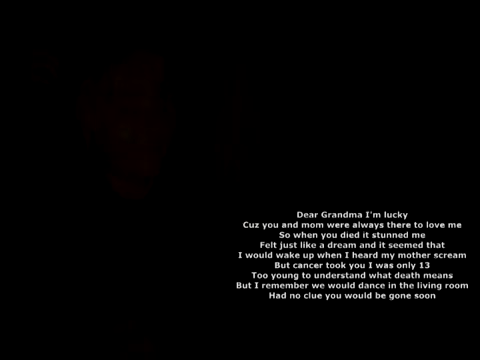 Dear Grandma I'm lucky
Cuz you and mom were always there to love me
So when you died it stunned me
Felt just like a dream and it seemed that
I would wake up when I heard my mother scream
But cancer took you I was only 13
Too young to understand what death means
But I remember we would dance in the living room
Had no clue you would be gone soon